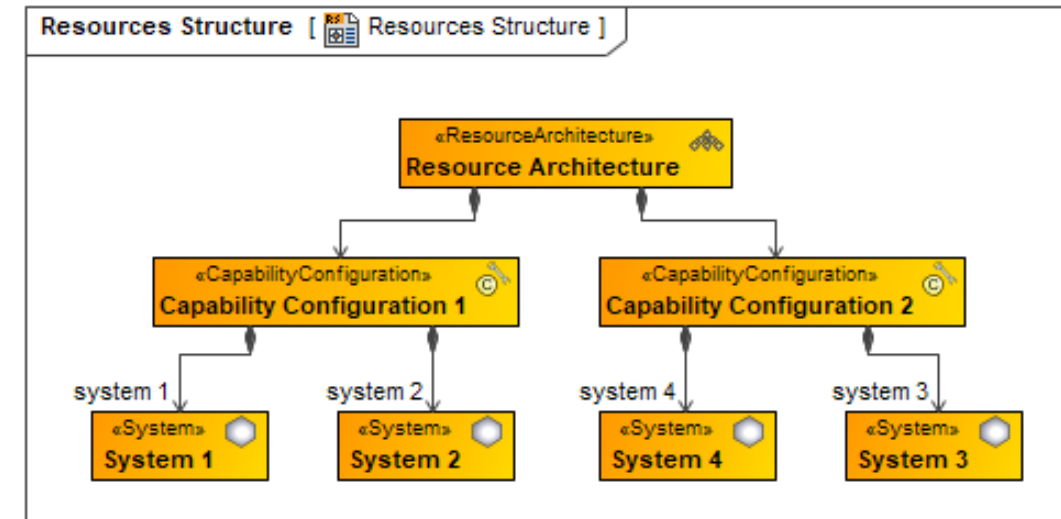 Resources Structure [ RS Resources Structure ]
«ResourceArchitecture»
Resource Architecture
«CapabilityConfiguration»
Capability Configuration 1
©
«CapabilityConfiguration»
Capability Configuration 2
©
system 1
system 2
system 4
system 3
«System»
System 1
«System»
System 2
«System»
System 4
«System»
System 3